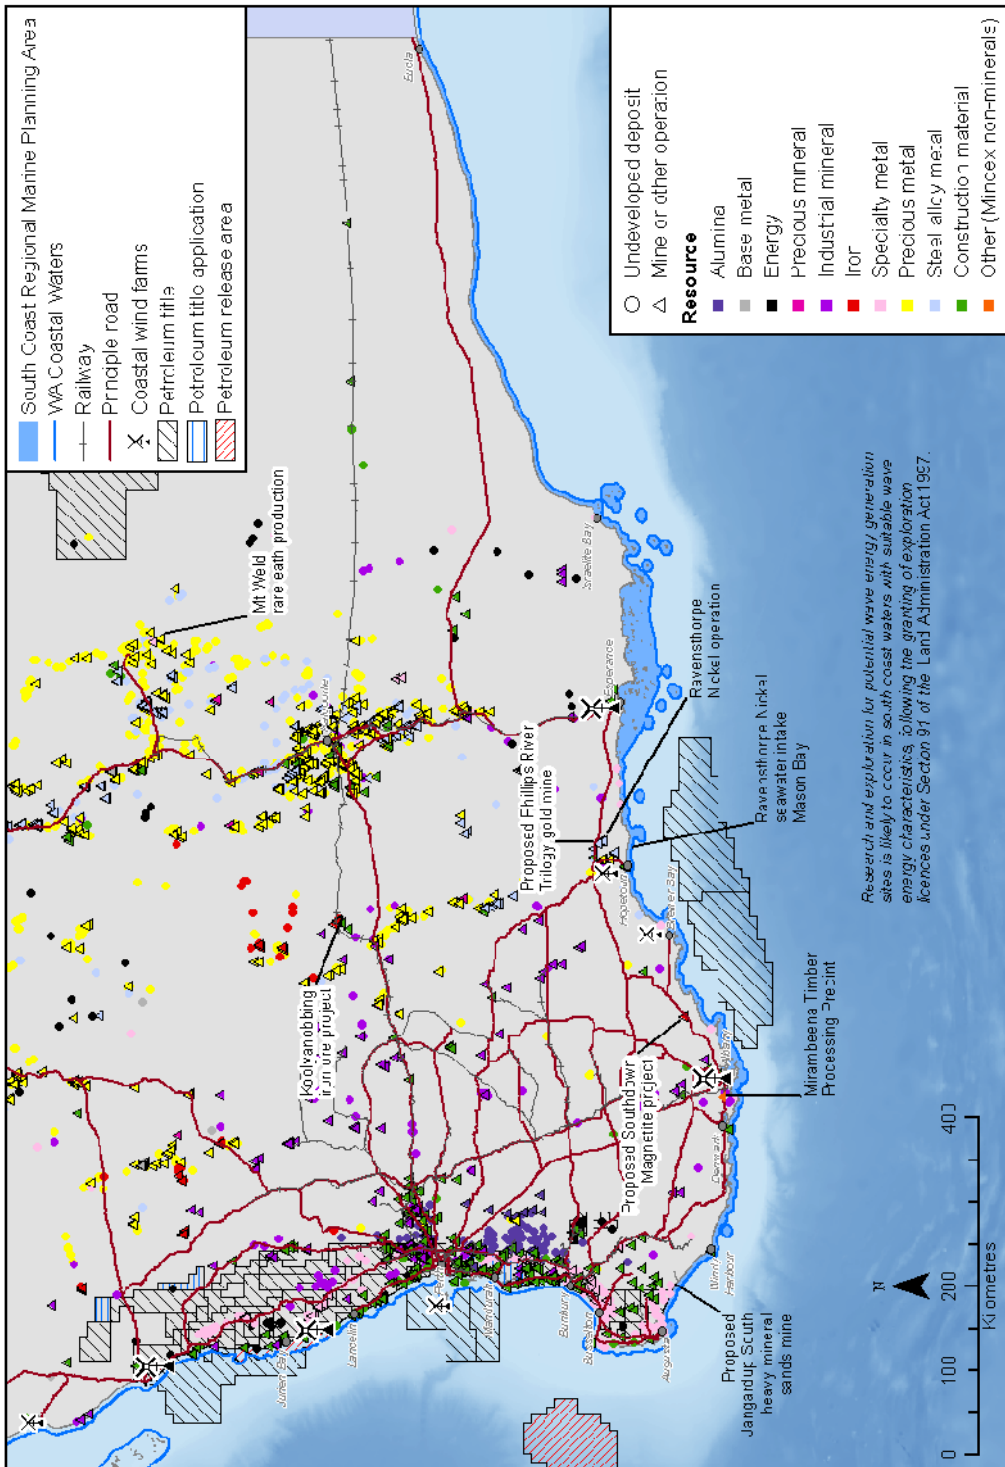 South Coast Regional Marine Planning Area
WA Coastal Waters
Railway
Principle road
Coastal wind farms
Petroleum title
Petroleum title application
Petroleum release area
Eucla
Mt Weld
rare earth production
Kalgoorlie
Israelite Bay
Esperance
Ravensthorpe
Nickel operation
Ravensthorpe Nickel
seawater intake
Mason Bay
Proposed Phillips River
Trilogy gold mine
Hopetoun
Bremer Bay
Koolyanobbing
iron ore project
Proposed Southdown
Magnetite project
Albany
Mirambeena Timber
Processing Precint
Denmark
Windy
Harbour
Proposed
Jangardup South
heavy mineral
sands mine
Augusta
Busselton
Bunbury
Mandurah
Perth
Lancelin
Jurien Bay
Research and exploration for potential wave energy generation
sites is likely to occur in south coast waters with suitable wave
energy characteristics, following the granting of exploration
licences under Section 91 of the Land Administration Act 1997.
Undeveloped deposit
Mine or other operation
Resource
Alumina
Base metal
Energy
Precious mineral
Industrial mineral
Iron
Specialty metal
Precious metal
Steel alloy metal
Construction material
Other (Mincex non-minerals)
N
0 100 200 400
Kilometres